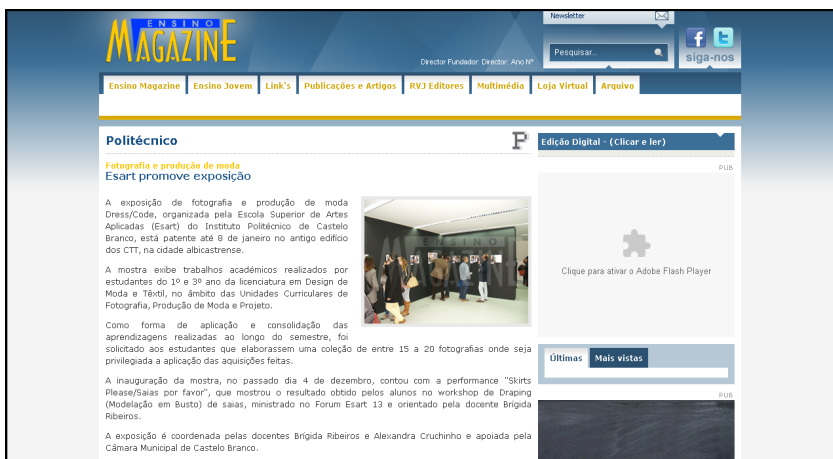 Newsletter
ENSINO
MAGAZINE
Director Fundador: Director: Ano Nº
Pesquisar...
siga-nos
Ensino Magazine
Ensino Jovem
Link's
Publicações e Artigos
RVJ Editores
Multimédia
Loja Virtual
Arquivo
Politécnico
P
Fotografia e produção de moda
Esart promove exposição
A exposição de fotografia e produção de moda
Dress/Code, organizada pela Escola Superior de Artes
Aplicadas (Esart) do Instituto Politécnico de Castelo
Branco, está patente até 8 de janeiro no antigo edifício
dos CTT, na cidade albicastrense.
A mostra exibe trabalhos académicos realizados por
estudantes do 1º e 3º ano da licenciatura em Design de
Moda e Têxtil, no âmbito das Unidades Curriculares de
Fotografia, Produção de Moda e Projeto.
Como forma de aplicação e consolidação das
aprendizagens realizadas ao longo do semestre, foi
solicitado aos estudantes que elaborassem uma coleção de entre 15 a 20 fotografias onde seja
privilegiada a aplicação das aquisições feitas.
A inauguração da mostra, no passado dia 4 de dezembro, contou com a performance "Skirts
Please/Saias por favor", que mostrou o resultado obtido pelos alunos no workshop de Draping
(Modelação em Busto) de saias, ministrado no Forum Esart 13 e orientado pela docente Brígida
Ribeiros.
A exposição é coordenada pelas docentes Brígida Ribeiros e Alexandra Cruchinho e apoiada pela
Câmara Municipal de Castelo Branco.
ENSINO
MAGAZINE
Edição Digital - (Clicar e ler)
PUB
Clique para ativar o Adobe Flash Player
Últimas
Mais vistas
PUB